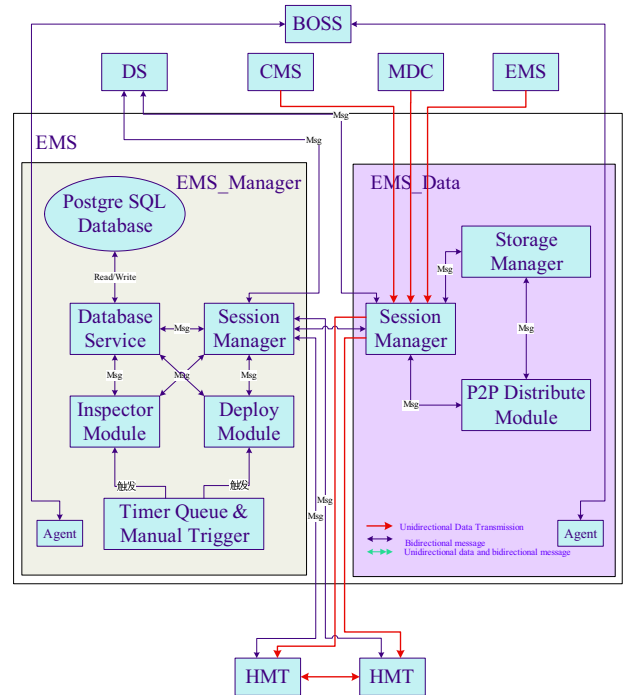 BOSS
DS
CMS
MDC
EMS
Msg
Msg
EMS
EMS_Manager
EMS_Data
Postgre SQL
Database
Storage
Manager
Read/Write
Msg
Database
Service
Msg
Session
Manager
Session
Manager
Msg
Msg
Msg
Msg
Inspector
Module
Deploy
Module
P2P Distribute
Module
Msg
触发
触发
Timer Queue &
Manual Trigger
Msg
Msg
Agent
Unidirectional Data Transmission
Bidirectional message
Unidirectional data and bidirectional message
Agent
HMT
HMT